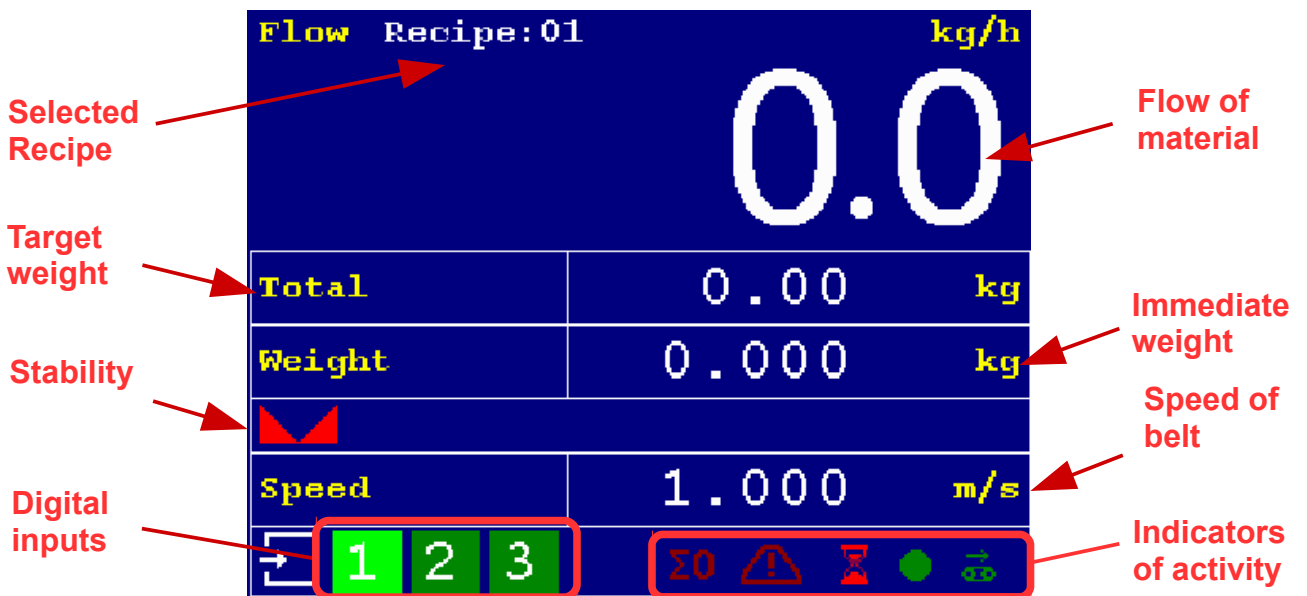 Flow Recipe:01 kg/h
0.0
Selected
Recipe
Flow of
material
Target
weight
Total 0.00 kg
Immediate
weight
Weight 0.000 kg
Stability
Speed of
belt
Speed 1.000 m/s
Digital
inputs
1 2 3
Σ0
Indicators
of activity